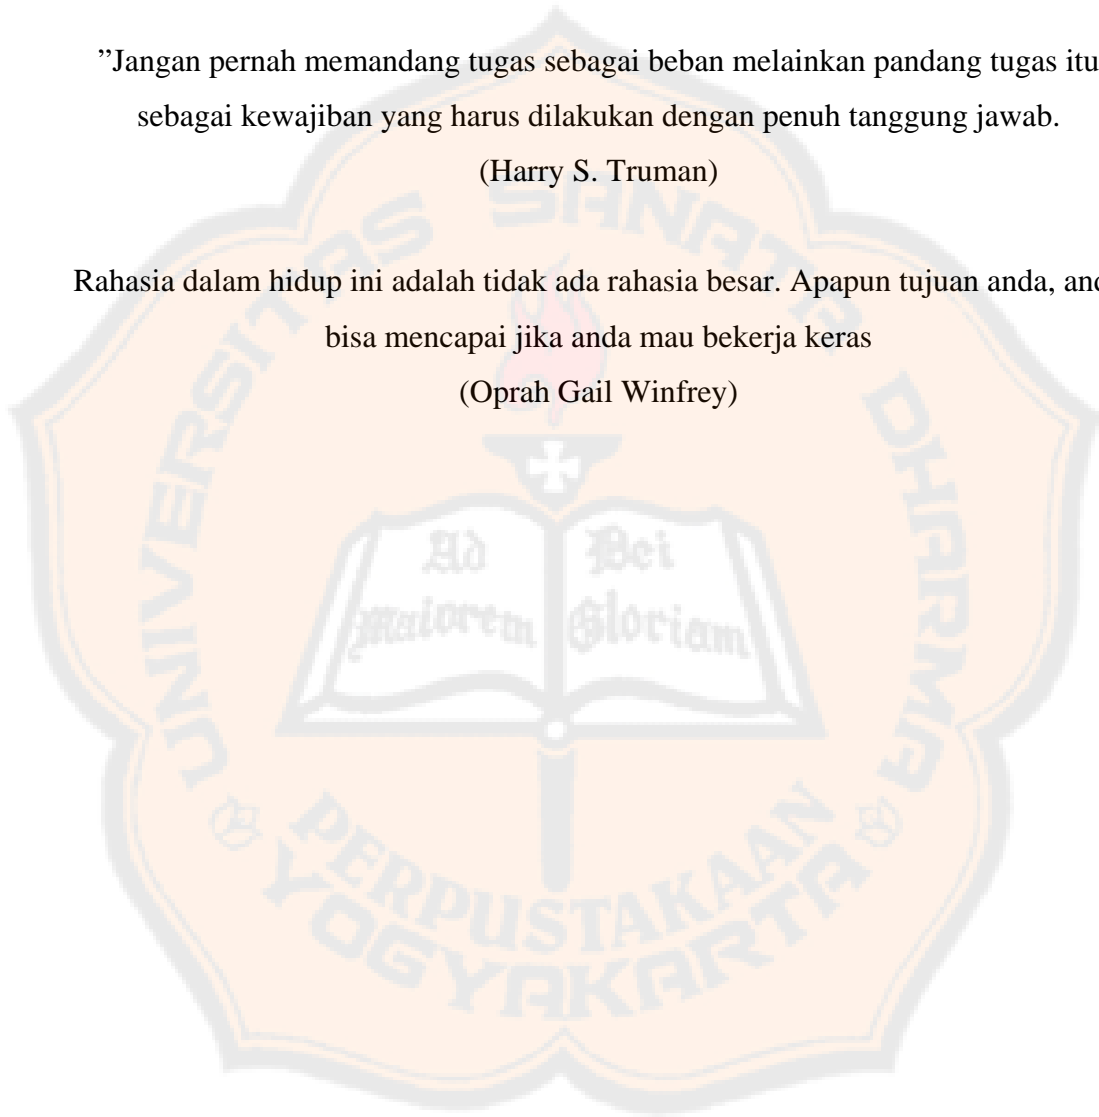 ”Jangan pernah memandang tugas sebagai beban melainkan pandang tugas itu
sebagai kewajiban yang harus dilakukan dengan penuh tanggung jawab.
(Harry S. Truman)
Rahasia dalam hidup ini adalah tidak ada rahasia besar. Apapun tujuan anda,
bisa mencapai jika anda mau bekerja keras
(Oprah Gail Winfrey)
UNIVERSITAS SANATA DHARMA
Ad Dei
maiorem Gloriam
PERPUSTAKAAN
YOGYAKARTA